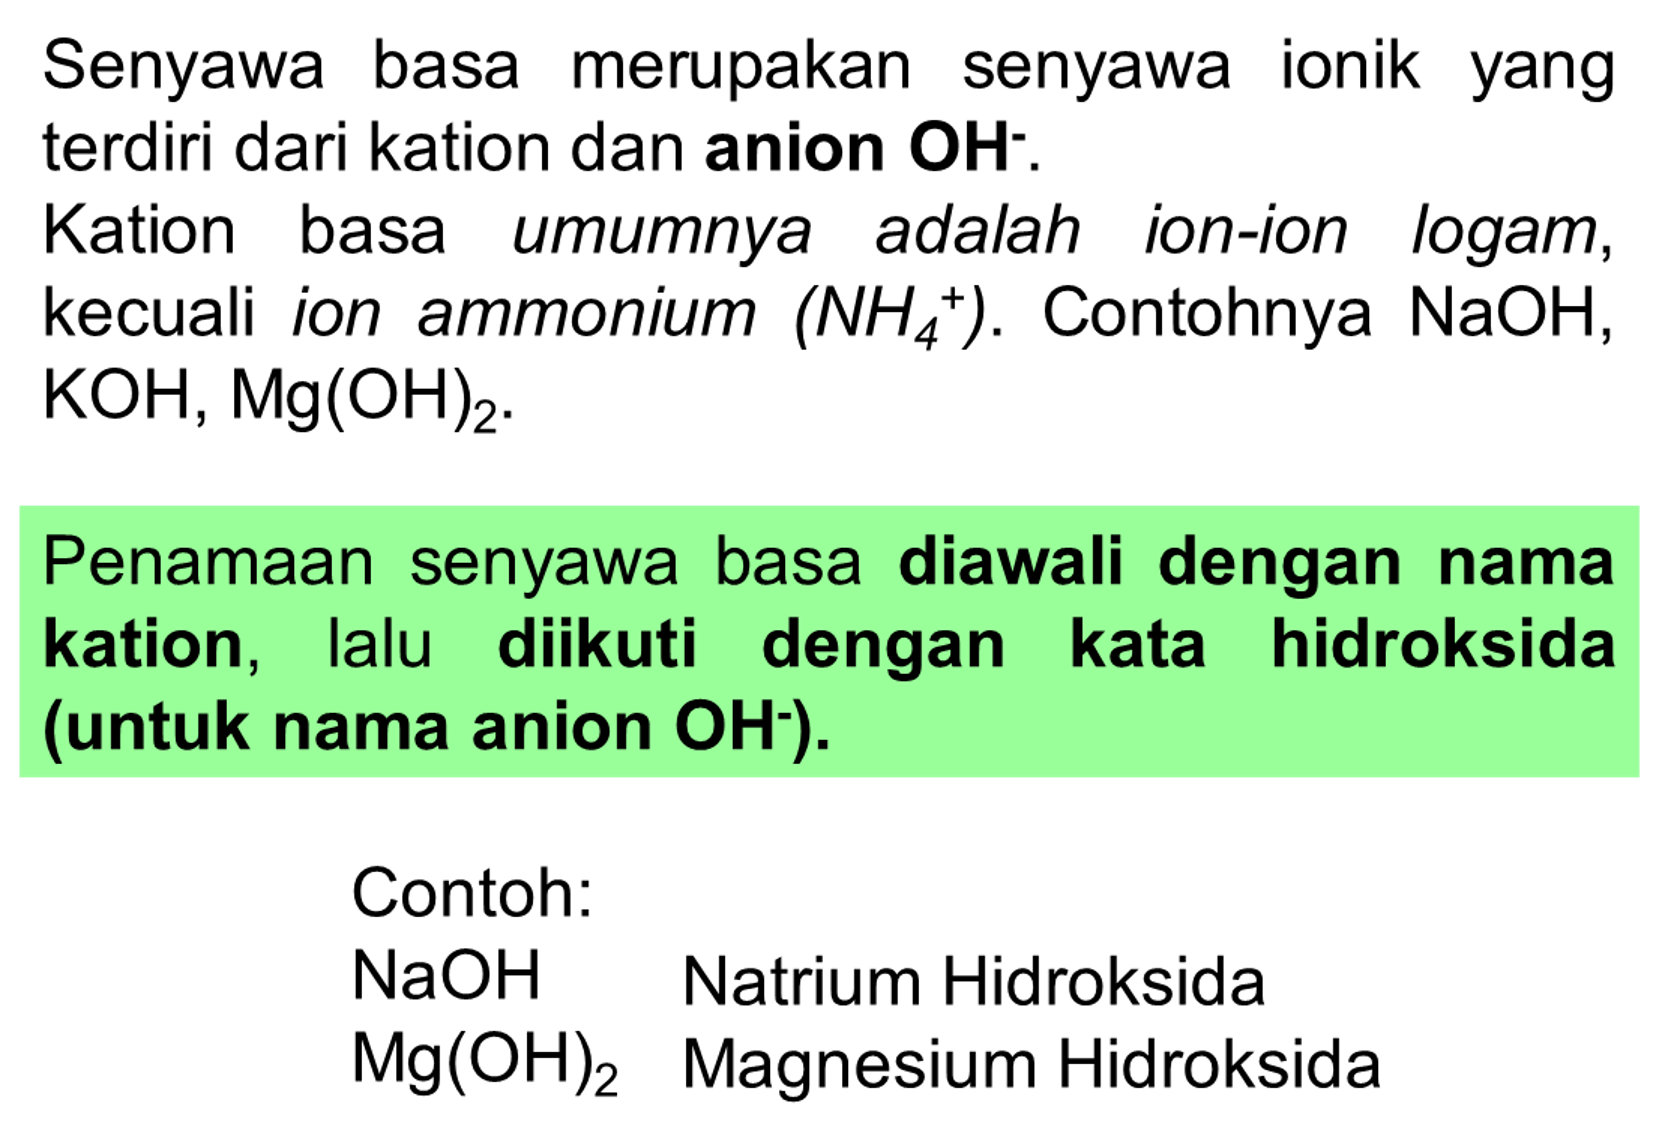 Senyawa basa merupakan senyawa ionik yang
terdiri dari kation dan anion OH⁻.
Kation basa umumnya adalah ion-ion logam,
kecuali ion ammonium (NH₄⁺). Contohnya NaOH,
KOH, Mg(OH)₂.
Penamaan senyawa basa diawali dengan nama
kation, lalu diikuti dengan kata hidroksida
(untuk nama anion OH⁻).
Contoh:
NaOH Natrium Hidroksida
Mg(OH)₂ Magnesium Hidroksida